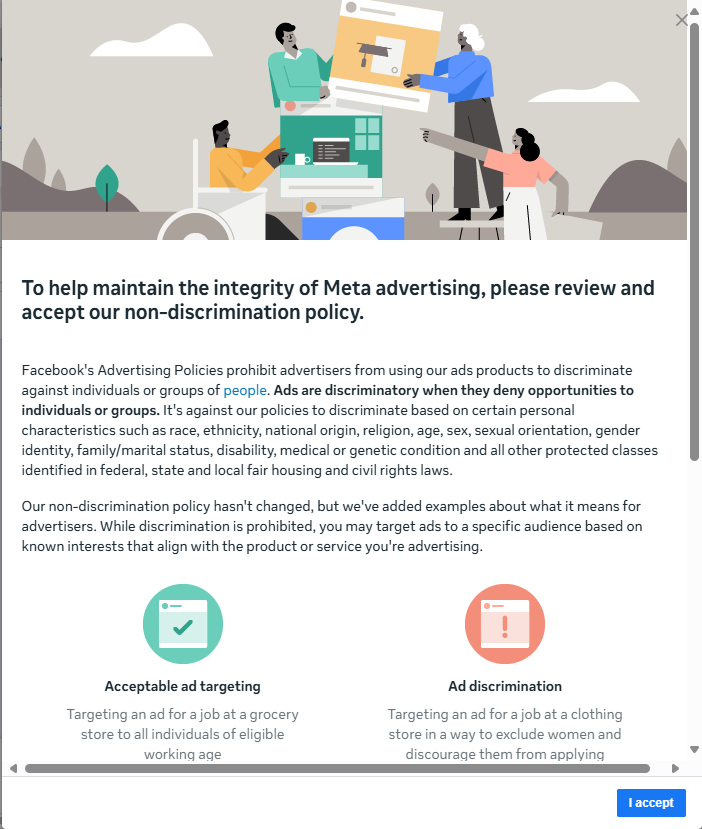 To help maintain the integrity of Meta advertising, please review and
accept our non-discrimination policy.
Facebook's Advertising Policies prohibit advertisers from using our ads products to discriminate
against individuals or groups of people. Ads are discriminatory when they deny opportunities to
individuals or groups. It's against our policies to discriminate based on certain personal
characteristics such as race, ethnicity, national origin, religion, age, sex, sexual orientation, gender
identity, family/marital status, disability, medical or genetic condition and all other protected classes
identified in federal, state and local fair housing and civil rights laws.
Our non-discrimination policy hasn't changed, but we've added examples about what it means for
advertisers. While discrimination is prohibited, you may target ads to a specific audience based on
known interests that align with the product or service you're advertising.
Acceptable ad targeting
Targeting an ad for a job at a grocery
store to all individuals of eligible
working age
Ad discrimination
Targeting an ad for a job at a clothing
store in a way to exclude women and
discourage them from applying
I accept